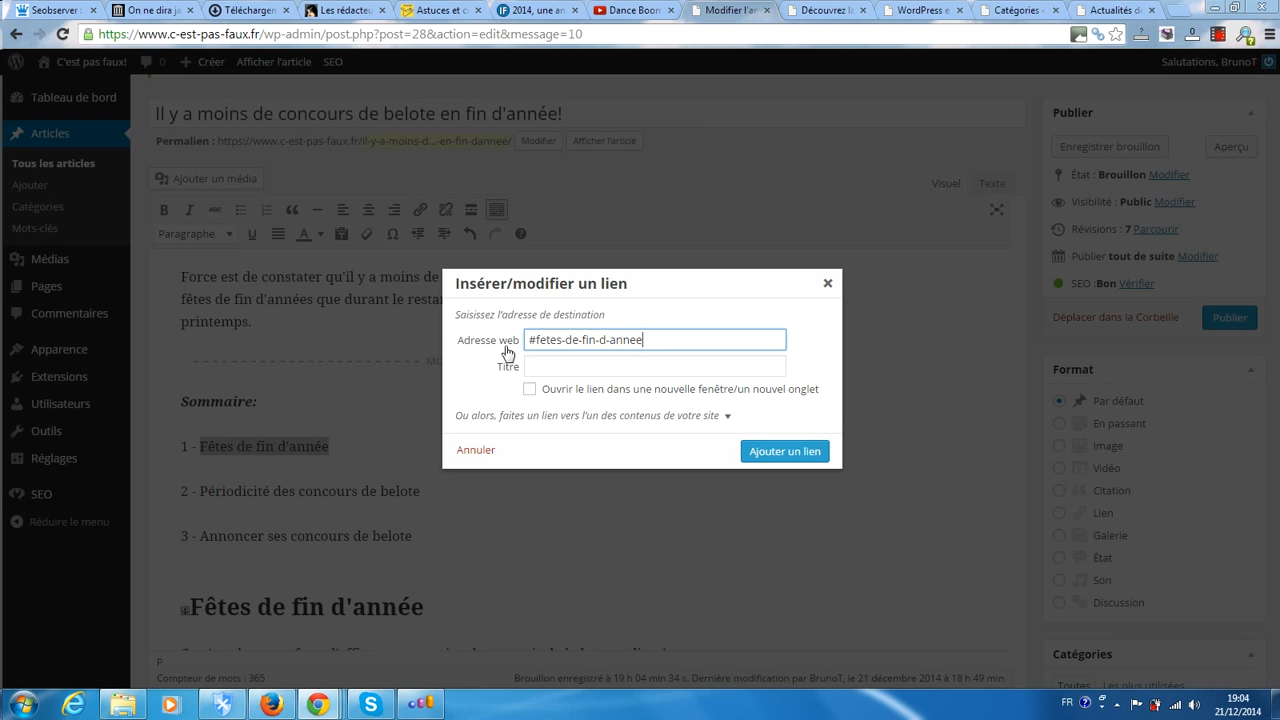 Seobserver s
On ne dira je
Téléchargen
Les rédacteu
Astuces et co
2014, une an
Dance Boom
Modifier l'ar
Découvrez la
WordPress e
Catégories
Actualités de
https://www.c-est-pas-faux.fr/wp-admin/post.php?post=28&action=edit&message=10
C'est pas faux! 0 Créer Afficher l'article SEO Salutations, BrunoT
Tableau de bord
Articles
Tous les articles
Ajouter
Catégories
Mots-clés
Médias
Pages
Commentaires
Apparence
Extensions
Utilisateurs
Outils
Réglages
SEO
Réduire le menu
Il y a moins de concours de belote en fin d'année!
Permalien : https://www.c-est-pas-faux.fr/il-y-a-moins-d...-en-fin-dannee/ Modifier Afficher l'article
Ajouter un média
Visuel Texte
Paragraphe
Force est de constater qu'il y a moins de
fêtes de fin d'années que durant le restan
printemps.
Sommaire:
1 - Fêtes de fin d'année
2 - Périodicité des concours de belote
3 - Annoncer ses concours de belote
Fêtes de fin d'année
P
Compteur de mots : 365
Brouillon enregistré à 19 h 04 min 34 s. Dernière modification par BrunoT, le 21 décembre 2014 à 18 h 49 min
Insérer/modifier un lien
Saisissez l'adresse de destination
Adresse web #fetes-de-fin-d-annee
Titre
Ouvrir le lien dans une nouvelle fenêtre/un nouvel onglet
Ou alors, faites un lien vers l'un des contenus de votre site
Annuler Ajouter un lien
Publier
Enregistrer brouillon Aperçu
État : Brouillon Modifier
Visibilité : Public Modifier
Révisions : 7 Parcourir
Publier tout de suite Modifier
SEO :Bon Vérifier
Déplacer dans la Corbeille Publier
Format
Par défaut
En passant
Image
Vidéo
Citation
Lien
Galerie
État
Son
Discussion
Catégories
Toutes Les plus utilisées
FR
19:04
21/12/2014